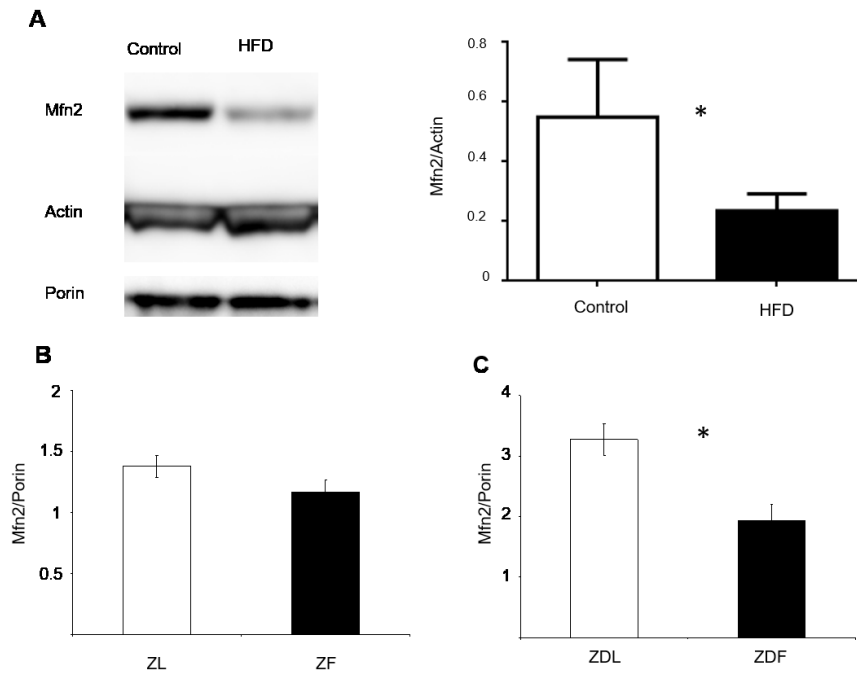 A
Control HFD
Mfn2
Actin
Porin
Mfn2/Actin
0.8
0.6
0.4
0.2
0
*
Control HFD
B
Mfn2/Porin
2
1.5
1
0.5
ZL ZF
C
Mfn2/Porin
4
3
2
1
*
ZDL ZDF